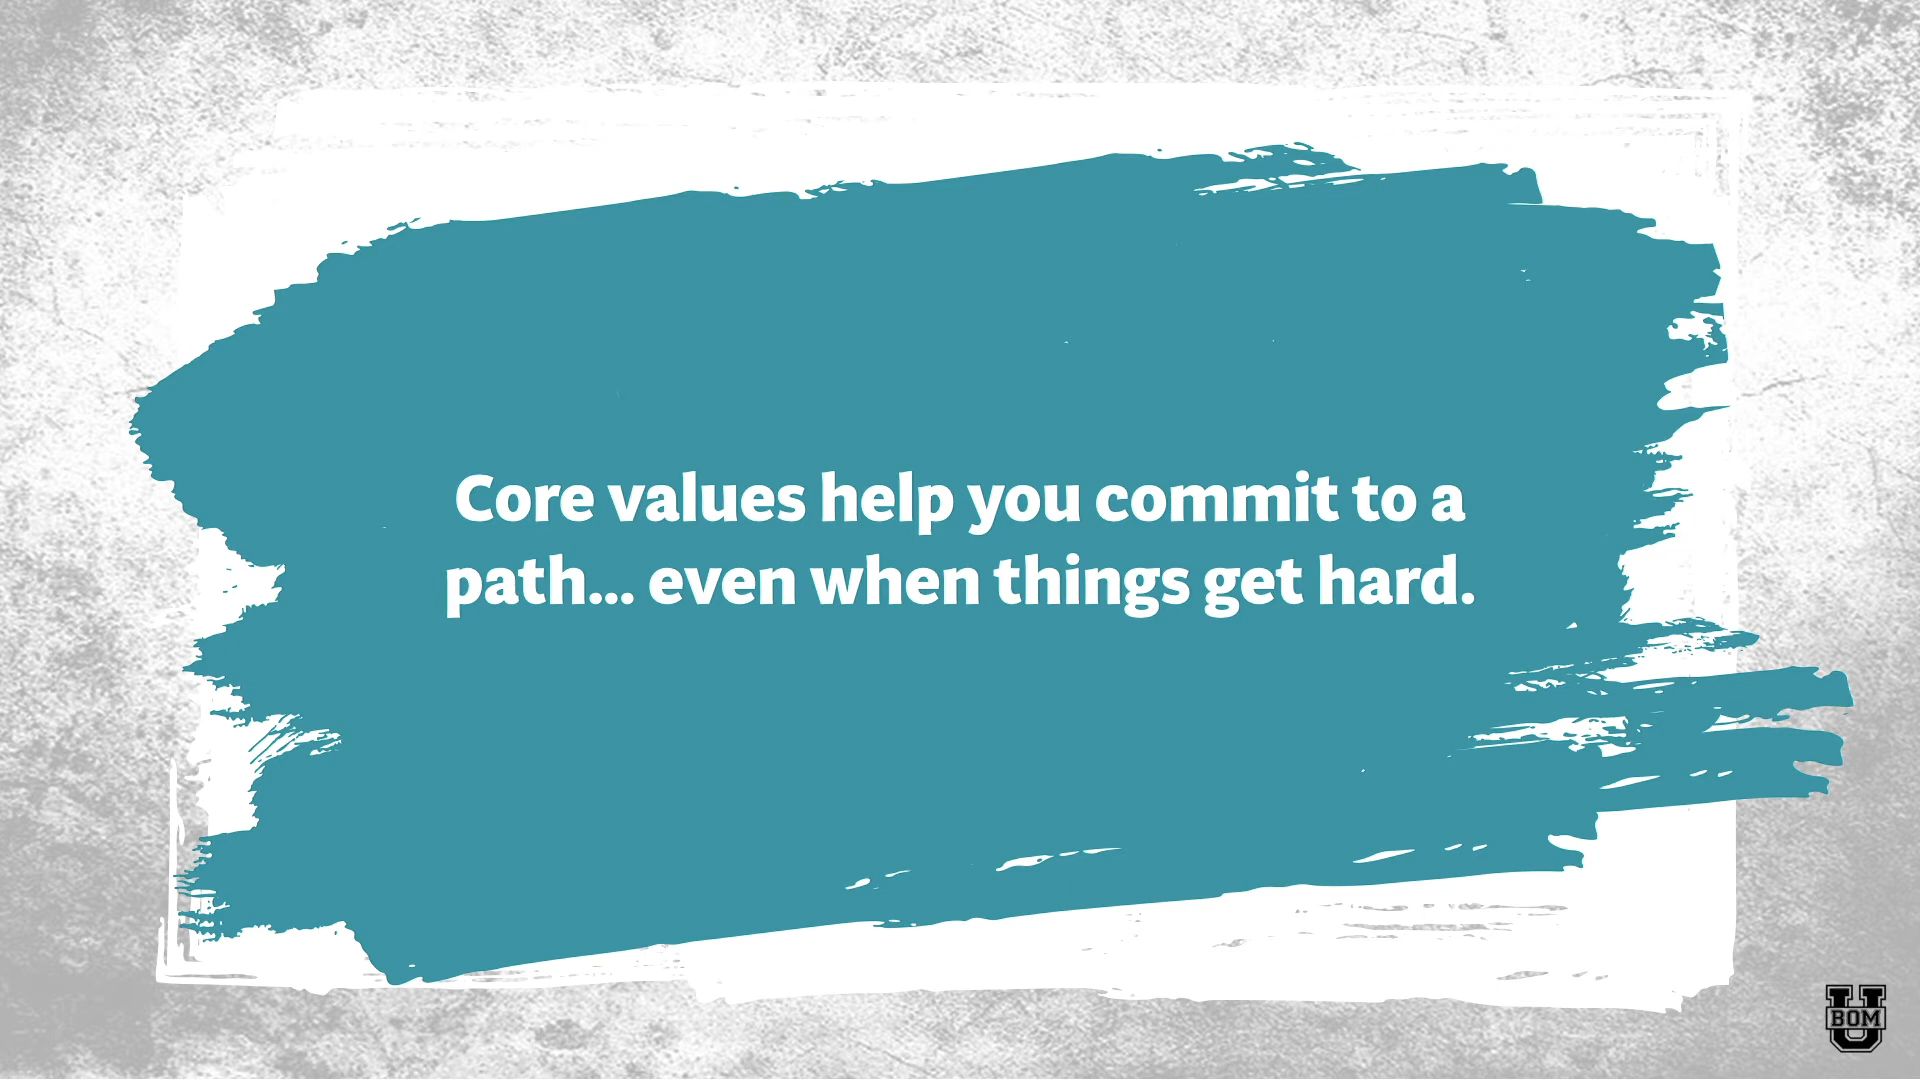 Core values help you commit to a
path... even when things get hard.
U
BOM